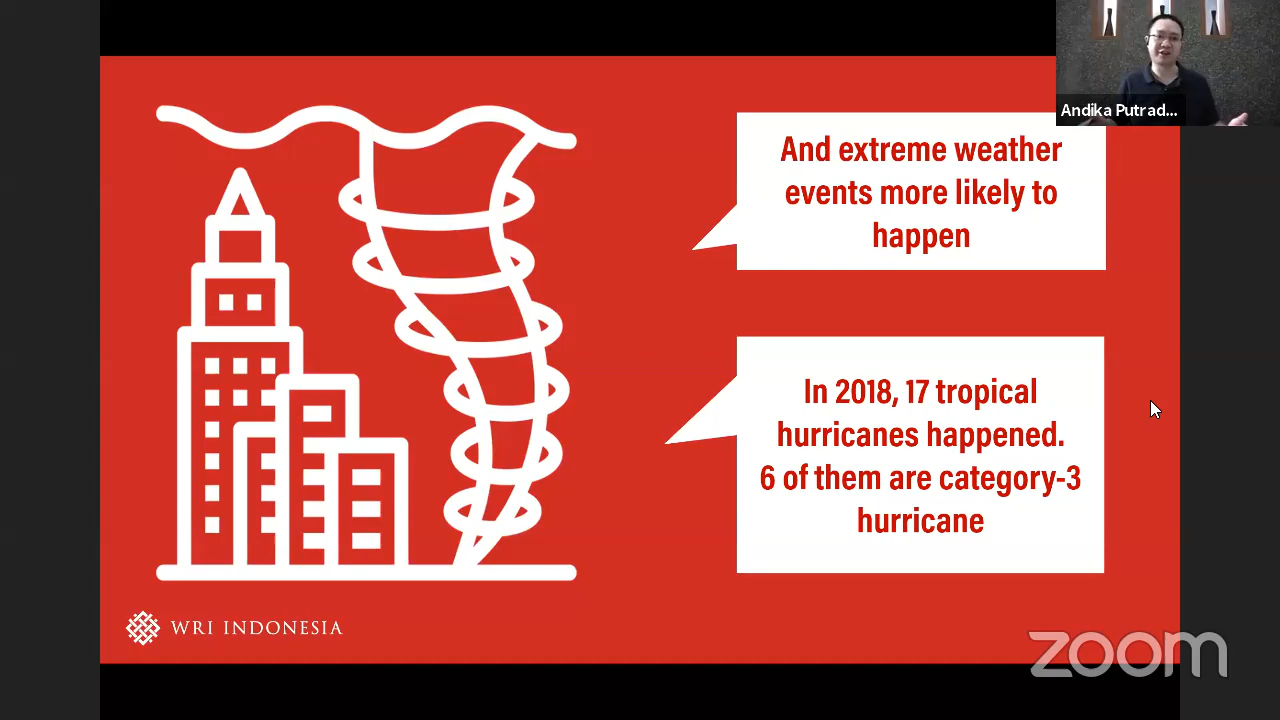 Andika Putrad...
And extreme weather
events more likely to
happen
In 2018, 17 tropical
hurricanes happened.
6 of them are category-3
hurricane
WRI INDONESIA
zoom